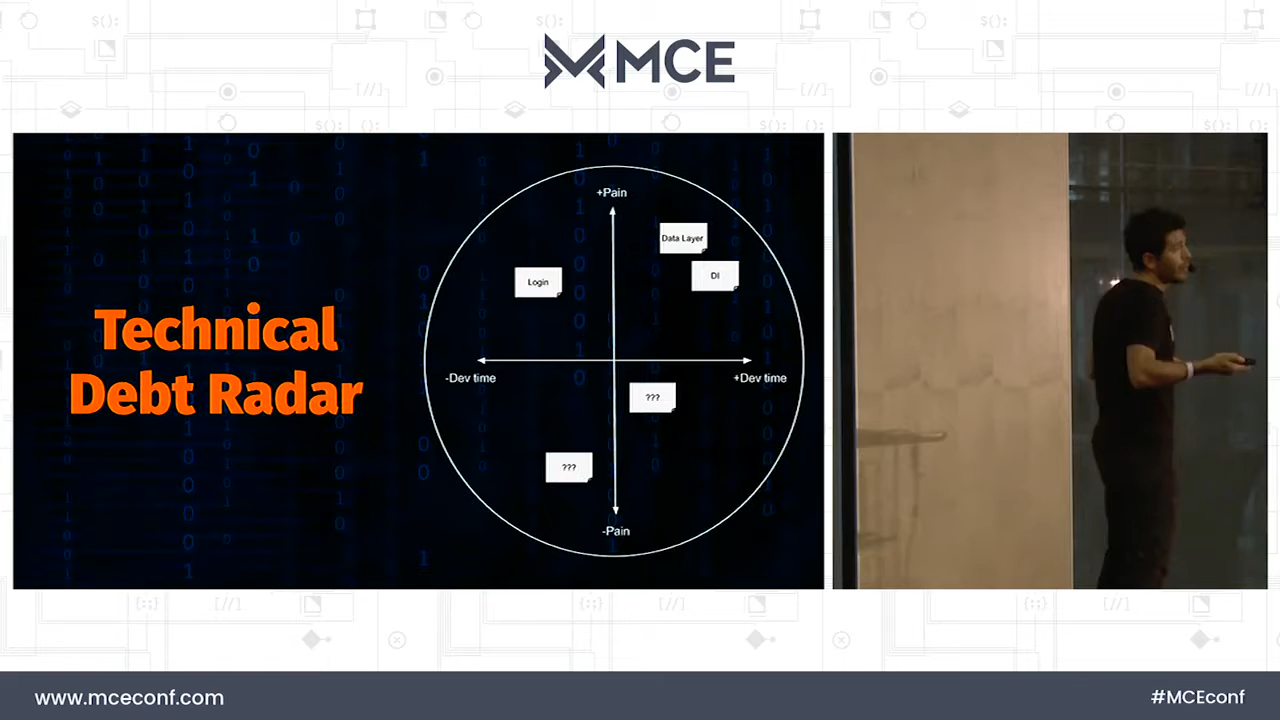 MCE
Technical
Debt Radar
+Pain
Data Layer
DI
Login
-Dev time
+Dev time
???
???
-Pain
www.mceconf.com
#MCEconf